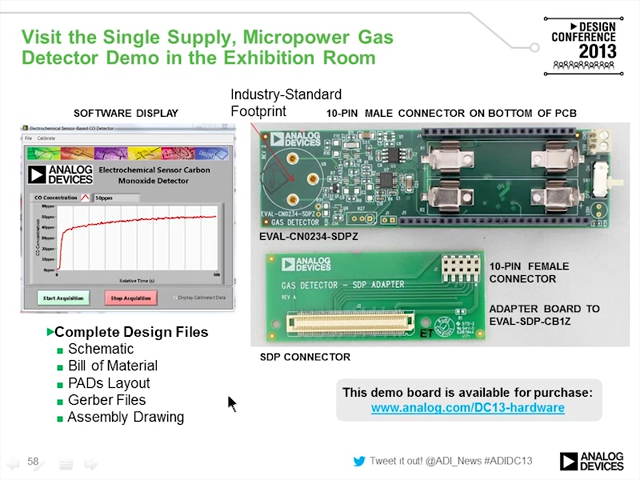 Visit the Single Supply, Micropower Gas
Detector Demo in the Exhibition Room
DESIGN
CONFERENCE
2013
Industry-Standard
Footprint
SOFTWARE DISPLAY
10-PIN MALE CONNECTOR ON BOTTOM OF PCB
Electrochemical Sensor-Based CO Detector
File Calibrate
ANALOG
DEVICES
Electrochemical Sensor Carbon
Monoxide Detector
CO Concentration
50ppm
CO Concentration
Relative Time (s)
Start Acquisition
Stop Acquisition
Display Calibrated Data
ANALOG
DEVICES
EVAL-CN0234-SDPZ
GAS DETECTOR
EVAL-CN0234-SDPZ
ANALOG
DEVICES
GAS DETECTOR - SDP ADAPTER
REV A
ET
10-PIN FEMALE
CONNECTOR
ADAPTER BOARD TO
EVAL-SDP-CB1Z
SDP CONNECTOR
Complete Design Files
Schematic
Bill of Material
PADs Layout
Gerber Files
Assembly Drawing
This demo board is available for purchase:
www.analog.com/DC13-hardware
58
Tweet it out! @ADI_News #ADIDC13
ANALOG
DEVICES